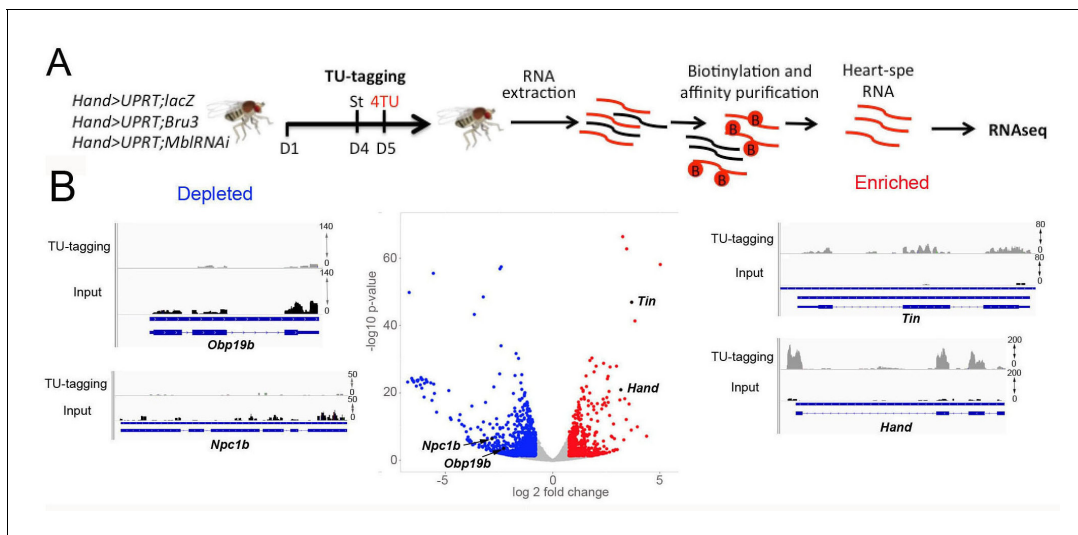 A
Hand>UPRT;lacZ
Hand>UPRT;Bru3
Hand>UPRT;MblRNAi
TU-tagging
St 4TU
D1 D4 D5
RNA
extraction
Biotinylation and
affinity purification
B
B
B
B
B
Heart-spe
RNA
RNAseq
B
Depleted
Enriched
TU-tagging
140
0
Input
140
0
Obp19b
TU-tagging
50
0
Input
50
0
Npc1b
-log10 p-value
60
40
20
0
Tin
Hand
Npc1b
Obp19b
-5 0 5
log 2 fold change
TU-tagging
80
0
Input
80
0
Tin
TU-tagging
200
0
Input
200
0
Hand